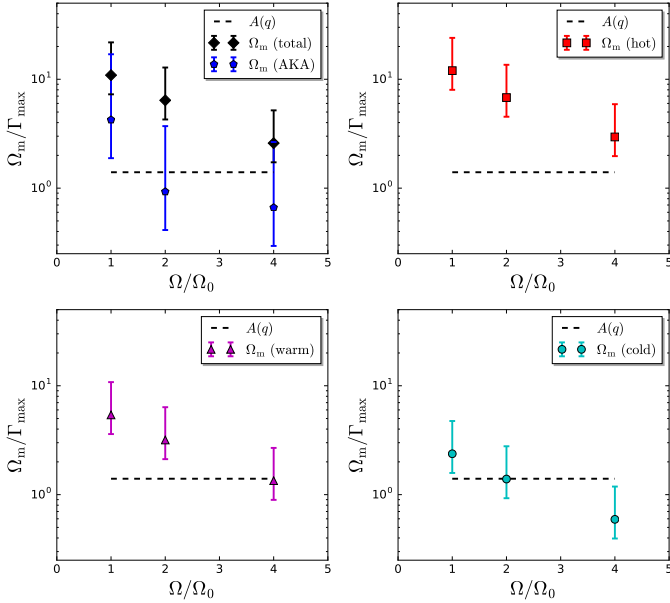 A(q)
Ωm (total)
Ωm (AKA)
10¹
10⁰
Ωm/Γmax
0 1 2 3 4 5
Ω/Ω0
A(q)
Ωm (hot)
10¹
10⁰
Ωm/Γmax
0 1 2 3 4 5
Ω/Ω0
A(q)
Ωm (warm)
10¹
10⁰
Ωm/Γmax
0 1 2 3 4 5
Ω/Ω0
A(q)
Ωm (cold)
10¹
10⁰
Ωm/Γmax
0 1 2 3 4 5
Ω/Ω0